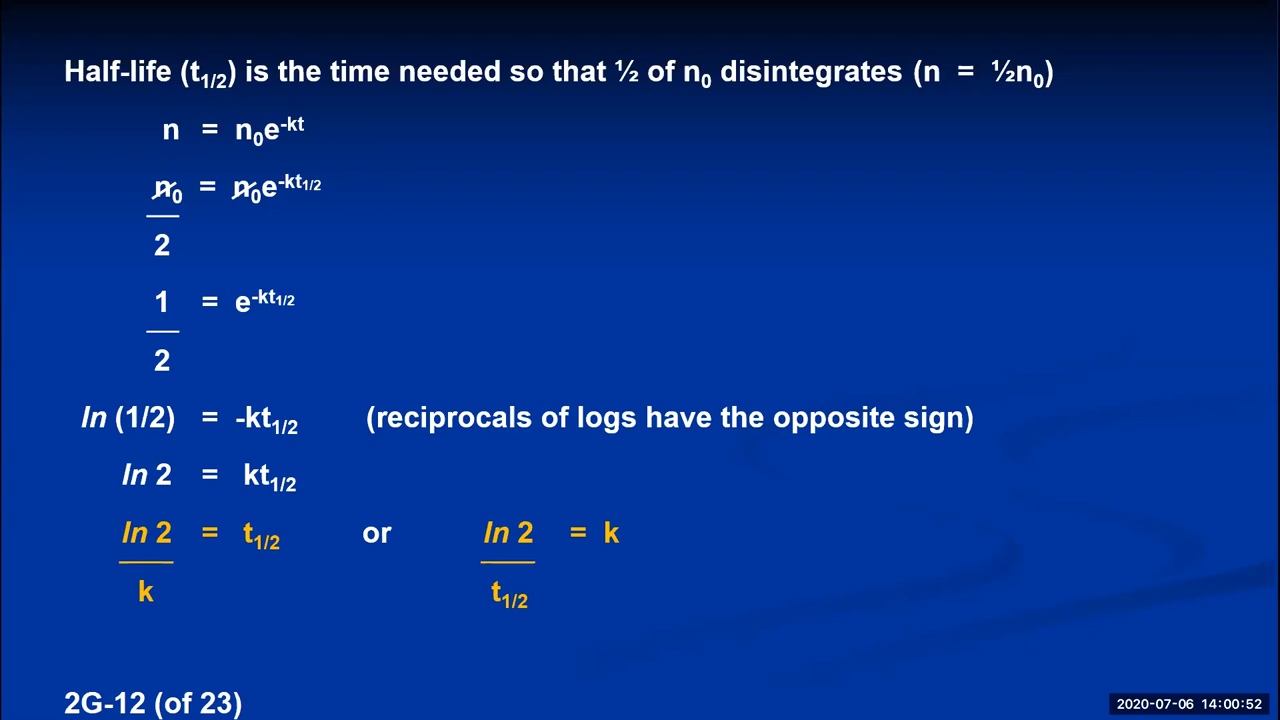 Half-life (t1/2) is the time needed so that ½ of n0 disintegrates (n = ½n0)
n = n0e-kt
n0 = n0e-kt1/2
2
1 = e-kt1/2
2
ln (1/2) = -kt1/2 (reciprocals of logs have the opposite sign)
ln 2 = kt1/2
ln 2 = t1/2 or ln 2 = k
k t1/2
2G-12 (of 23)
2020-07-06 14:00:52